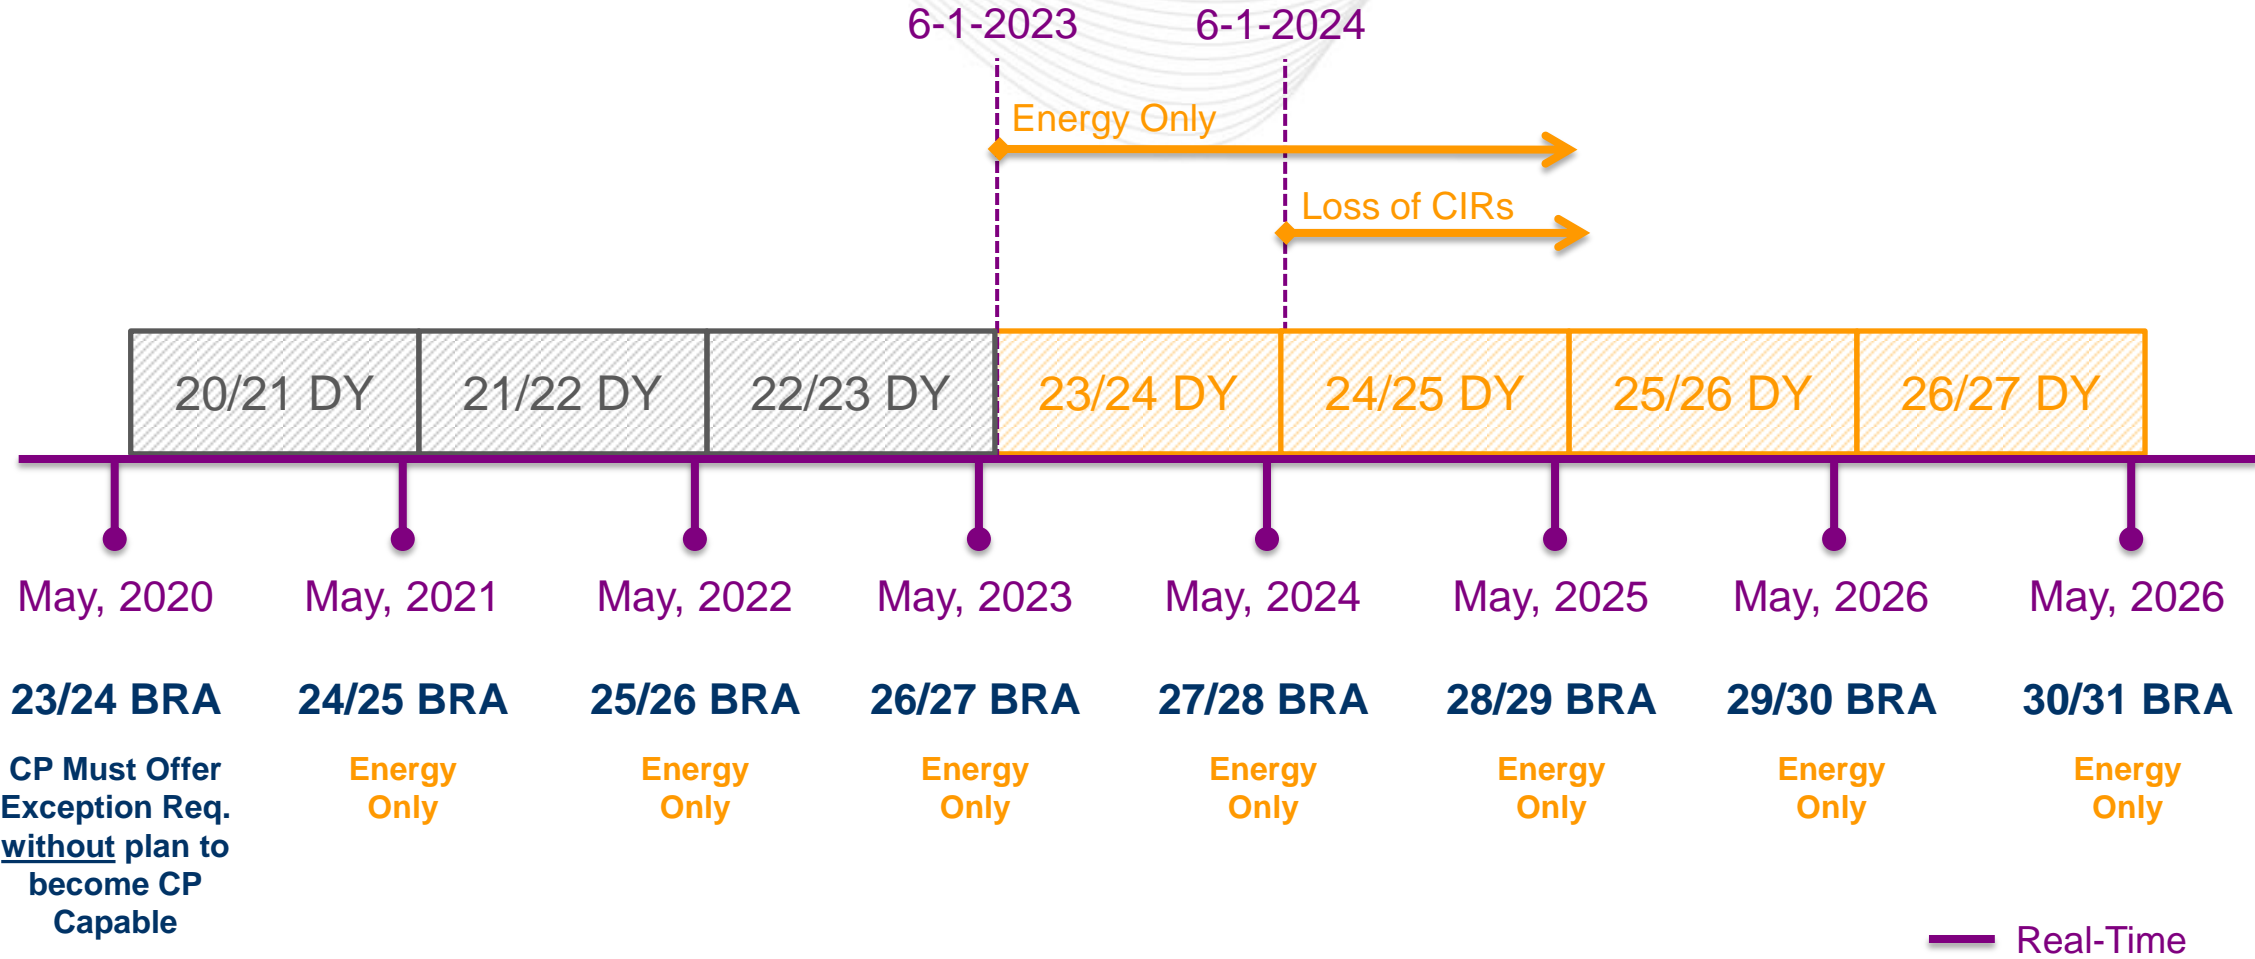 6-1-2023
6-1-2024
Energy Only
Loss of CIRs
20/21 DY
21/22 DY
22/23 DY
23/24 DY
24/25 DY
25/26 DY
26/27 DY
May, 2020
May, 2021
May, 2022
May, 2023
May, 2024
May, 2025
May, 2026
May, 2026
23/24 BRA
24/25 BRA
25/26 BRA
26/27 BRA
27/28 BRA
28/29 BRA
29/30 BRA
30/31 BRA
CP Must Offer
Exception Req.
without plan to
become CP
Capable
Energy
Only
Energy
Only
Energy
Only
Energy
Only
Energy
Only
Energy
Only
Energy
Only
Real-Time